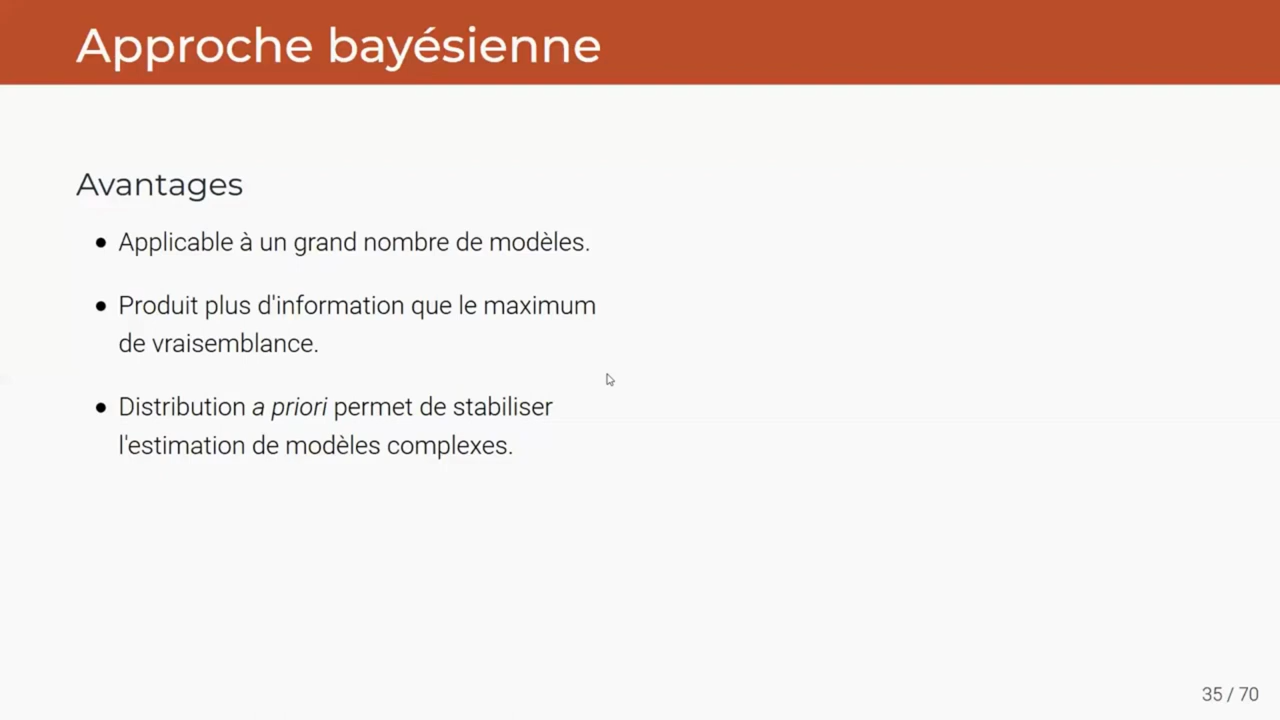 Approche bayésienne
Avantages
• Applicable à un grand nombre de modèles.
• Produit plus d'information que le maximum
de vraisemblance.
• Distribution a priori permet de stabiliser
l'estimation de modèles complexes.
35 / 70